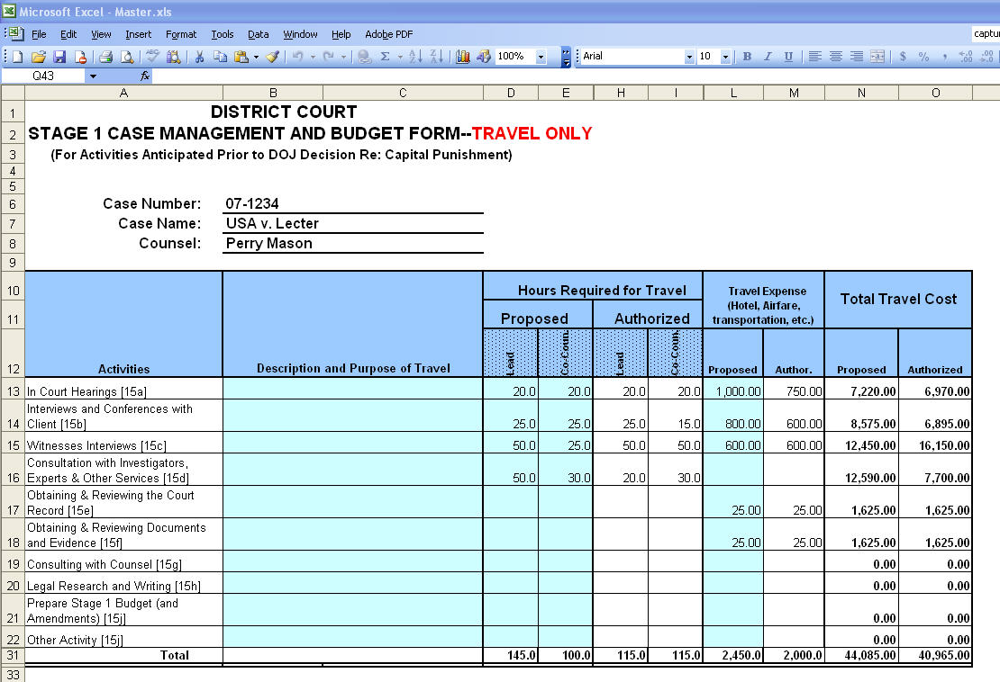 Microsoft Excel - Master.xls
File Edit View Insert Format Tools Data Window Help Adobe PDF
captu
100% Arial 10 B I U $ % ,
Q43 fx
A B C D E H I L M N O
1 DISTRICT COURT
2 STAGE 1 CASE MANAGEMENT AND BUDGET FORM--TRAVEL ONLY
3 (For Activities Anticipated Prior to DOJ Decision Re: Capital Punishment)
4
5
6 Case Number: 07-1234
7 Case Name: USA v. Lecter
8 Counsel: Perry Mason
9
10 Hours Required for Travel Travel Expense (Hotel, Airfare, transportation, etc.) Total Travel Cost
11 Proposed Authorized
12 Activities Description and Purpose of Travel Lead Co-Coun. Lead Co-Coun. Proposed Author. Proposed Authorized
13 In Court Hearings [15a] 20.0 20.0 20.0 20.0 1,000.00 750.00 7,220.00 6,970.00
Interviews and Conferences with
14 Client [15b] 25.0 25.0 25.0 15.0 800.00 600.00 8,575.00 6,895.00
15 Witnesses Interviews [15c] 50.0 25.0 50.0 50.0 600.00 600.00 12,450.00 16,150.00
Consultation with Investigators,
16 Experts & Other Services [15d] 50.0 30.0 20.0 30.0 12,590.00 7,700.00
Obtaining & Reviewing the Court
17 Record [15e] 25.00 25.00 1,625.00 1,625.00
Obtaining & Reviewing Documents
18 and Evidence [15f] 25.00 25.00 1,625.00 1,625.00
19 Consulting with Counsel [15g] 0.00 0.00
20 Legal Research and Writing [15h] 0.00 0.00
Prepare Stage 1 Budget (and
21 Amendments) [15j] 0.00 0.00
22 Other Activity [15j] 0.00 0.00
31 Total 145.0 100.0 115.0 115.0 2,450.0 2,000.0 44,085.00 40,965.00
33